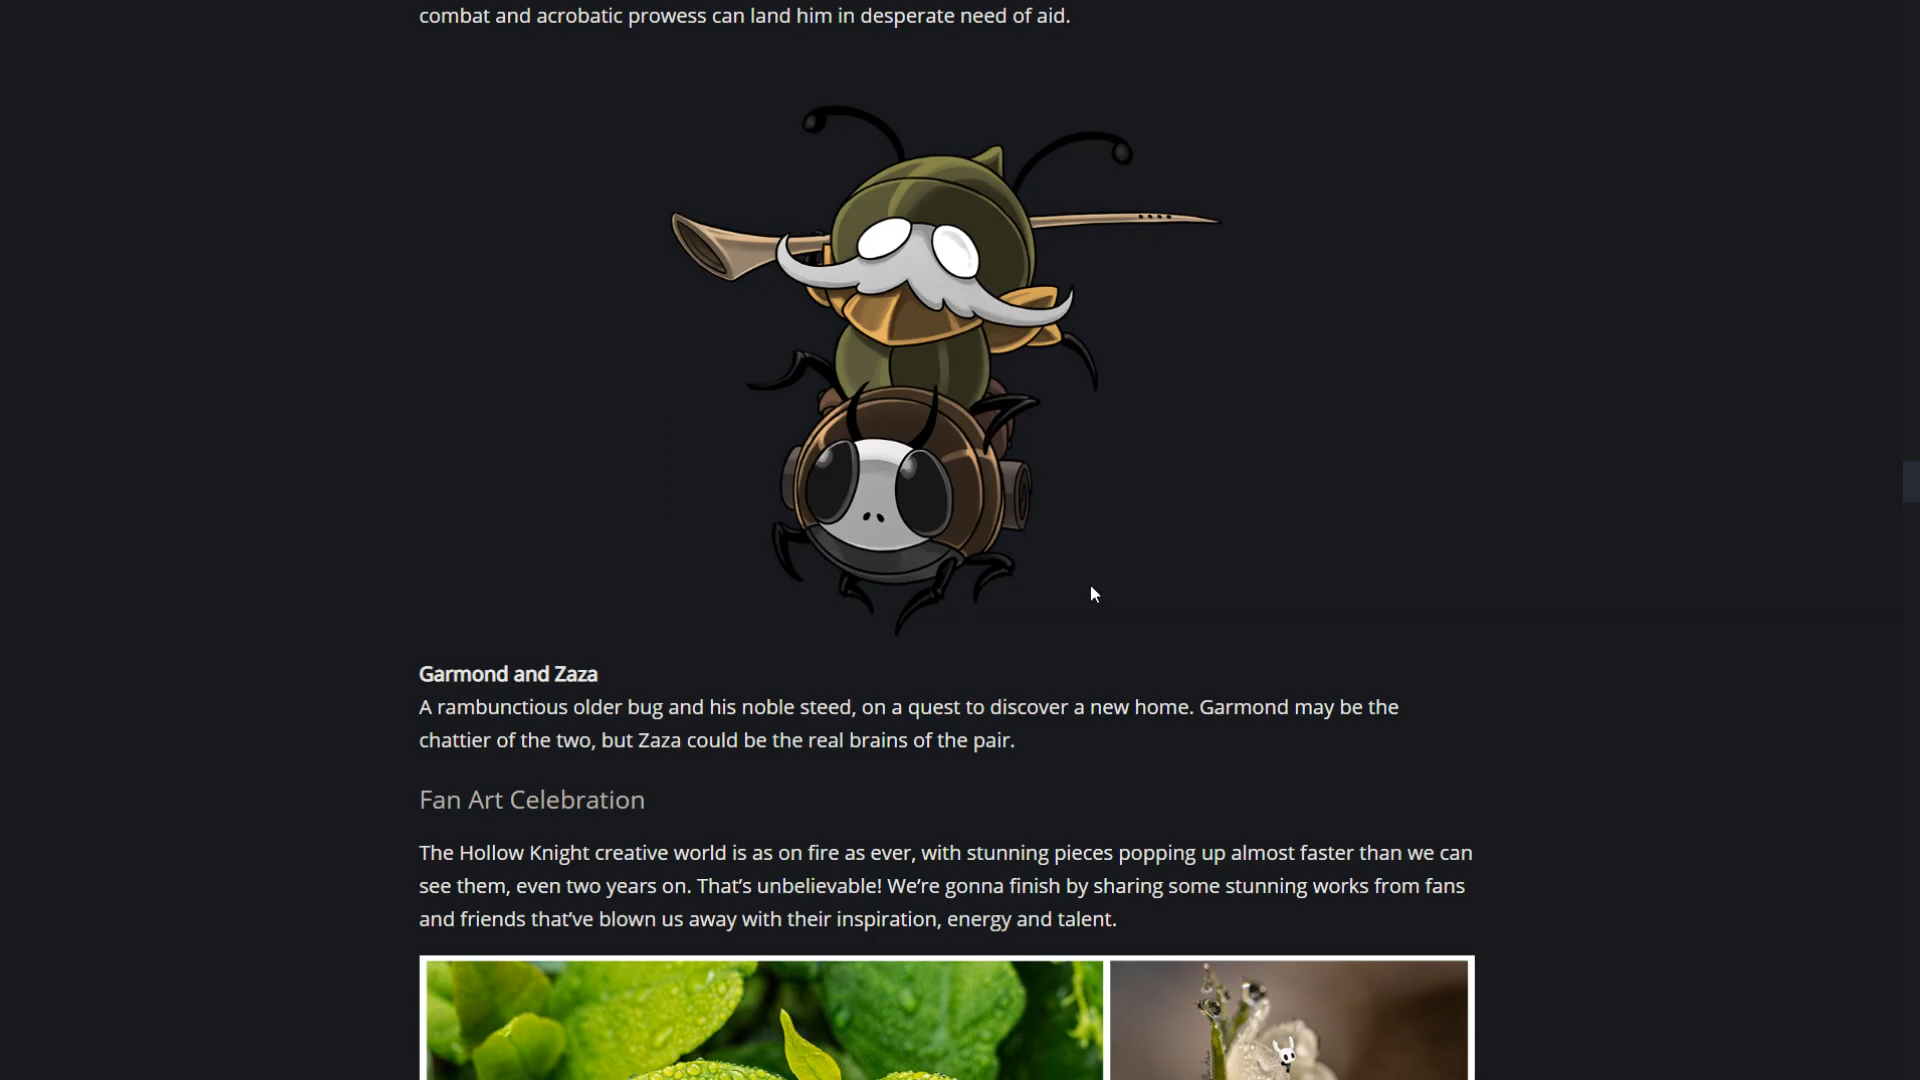 combat and acrobatic prowess can land him in desperate need of aid.
Garmond and Zaza
A rambunctious older bug and his noble steed, on a quest to discover a new home. Garmond may be the
chattier of the two, but Zaza could be the real brains of the pair.
Fan Art Celebration
The Hollow Knight creative world is as on fire as ever, with stunning pieces popping up almost faster than we can
see them, even two years on. That’s unbelievable! We’re gonna finish by sharing some stunning works from fans
and friends that’ve blown us away with their inspiration, energy and talent.